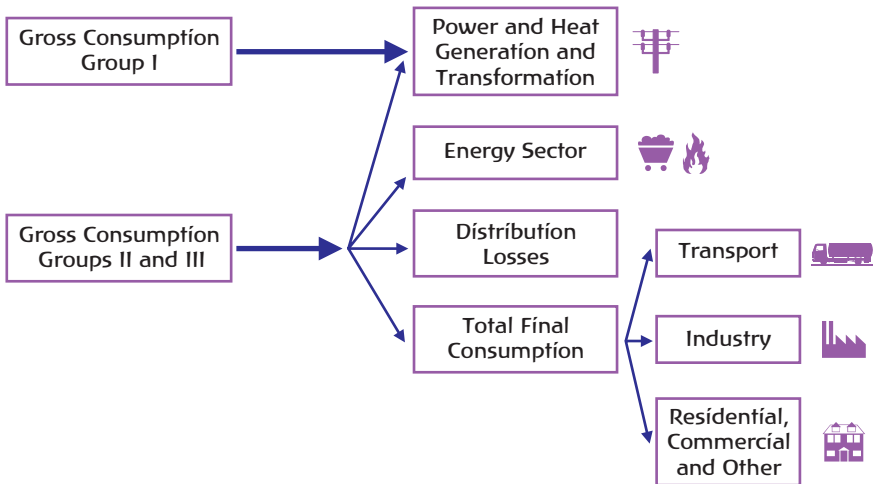 Gross Consumption
Group I
Power and Heat
Generation and
Transformation
Energy Sector
Gross Consumption
Groups II and III
Distribution
Losses
Transport
Total Final
Consumption
Industry
Residential,
Commercial
and Other